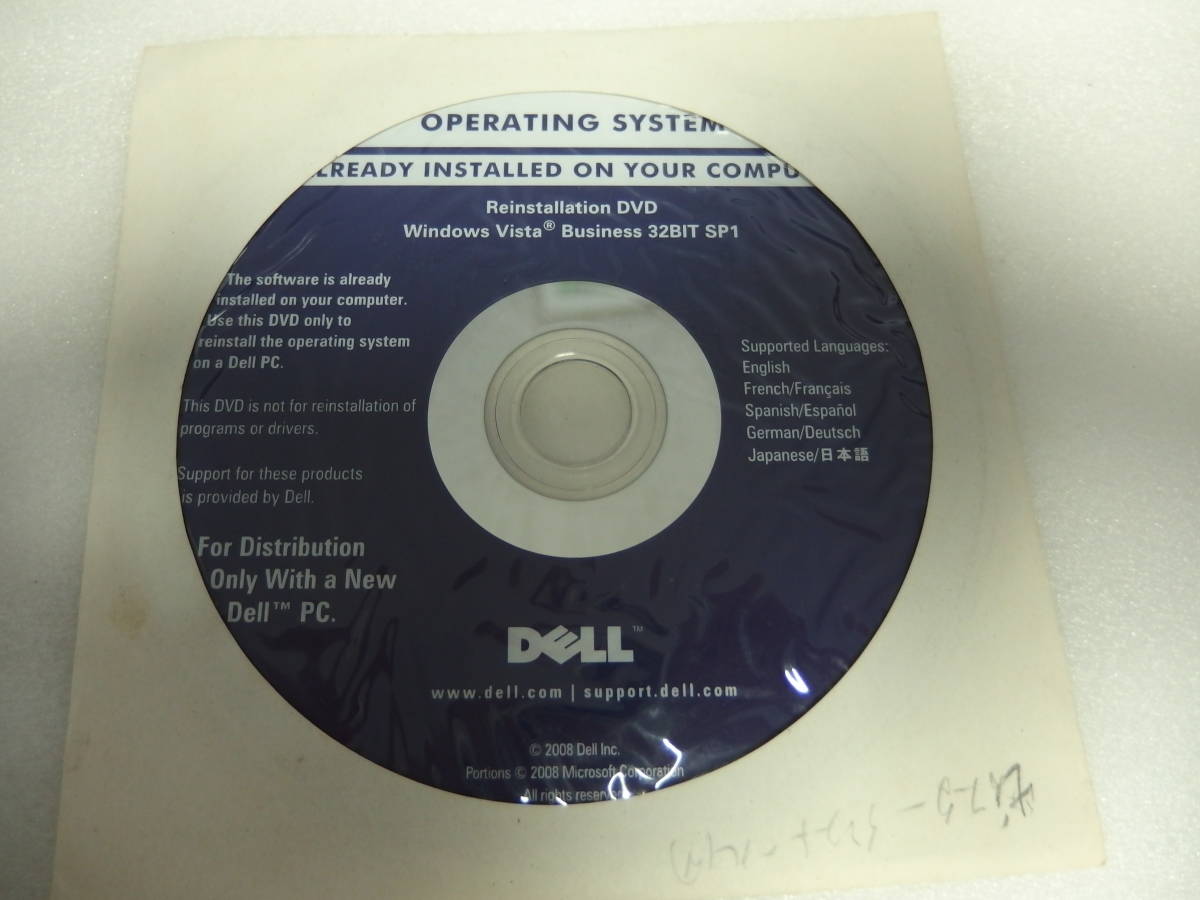 OPERATING SYSTEM
LREADY INSTALLED ON YOUR COMPU
Reinstallation DVD
Windows Vista® Business 32BIT SP1
The software is already
installed on your computer.
Use this DVD only to
reinstall the operating system
on a Dell PC.
This DVD is not for reinstallation of
programs or drivers.
Support for these products
is provided by Dell.
For Distribution
Only With a New
Dell™ PC.
Supported Languages:
English
French/Français
Spanish/Español
German/Deutsch
Japanese/日本語
DELL™
www.dell.com | support.dell.com
© 2008 Dell Inc.
Portions © 2008 Microsoft Corporation
All rights reserv